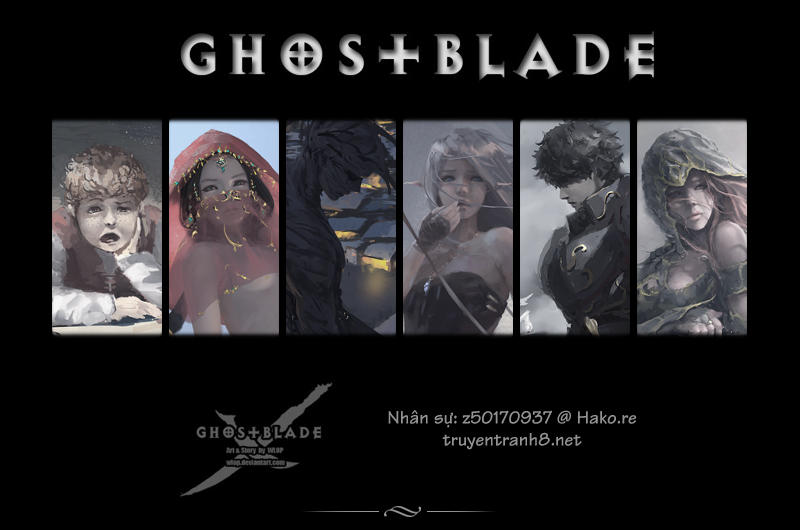 GHOSTBLADE
GHOSTBLADE
Art & Story by WLOP
wlop.deviantart.com
Nhân sự: z50170937 @ Hako.re
truyentranh8.net